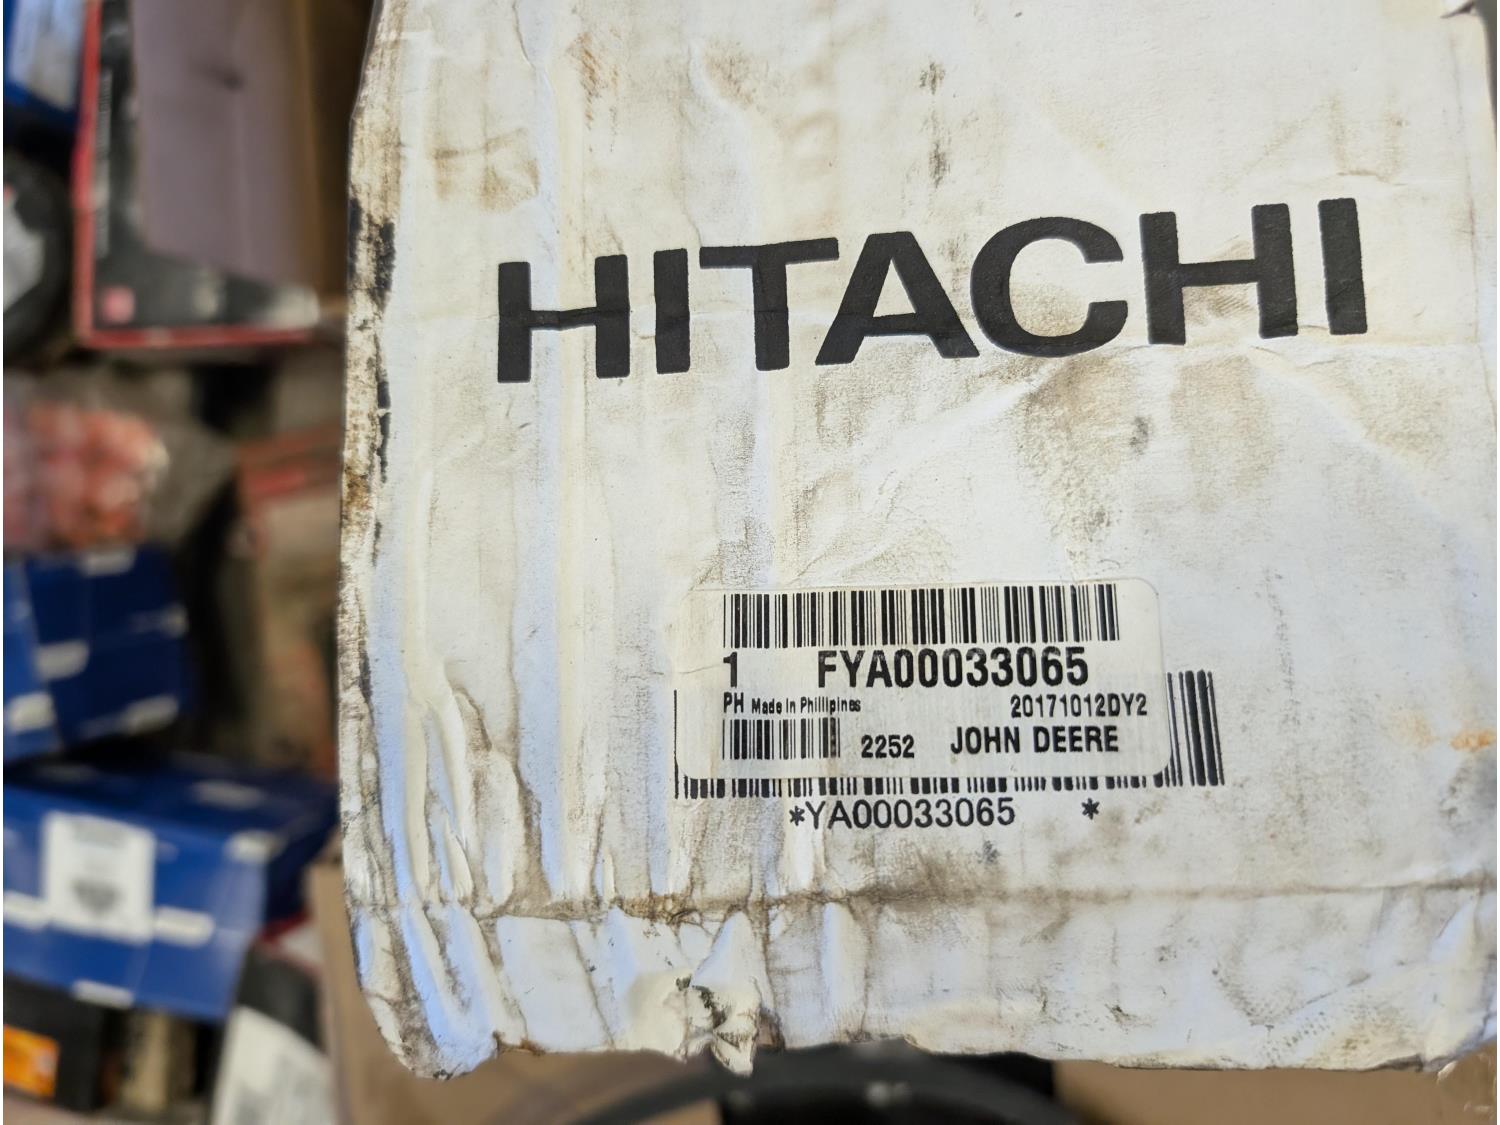 HITACHI
1 FYA00033065
PH Made in Phillipines 20171012DY2
2252 JOHN DEERE
*YA00033065 *